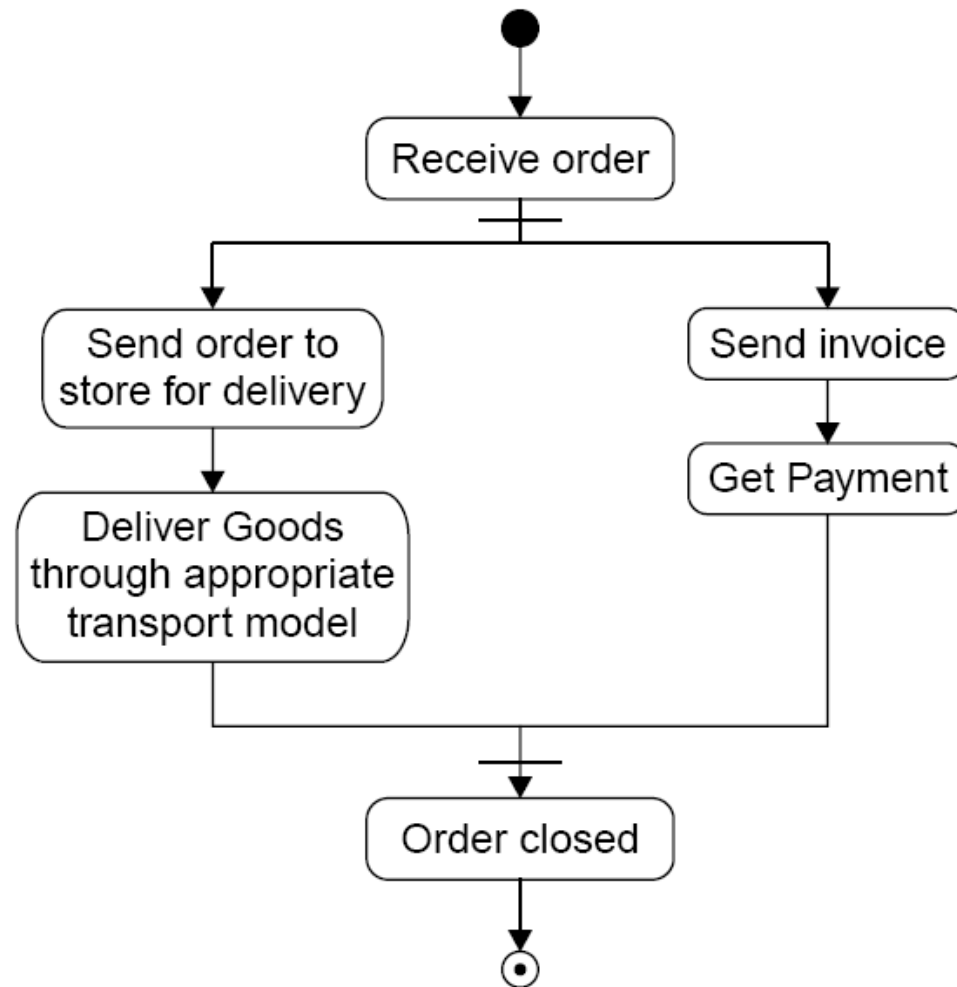 Receive order
Send order to
store for delivery
Send invoice
Get Payment
Deliver Goods
through appropriate
transport model
Order closed